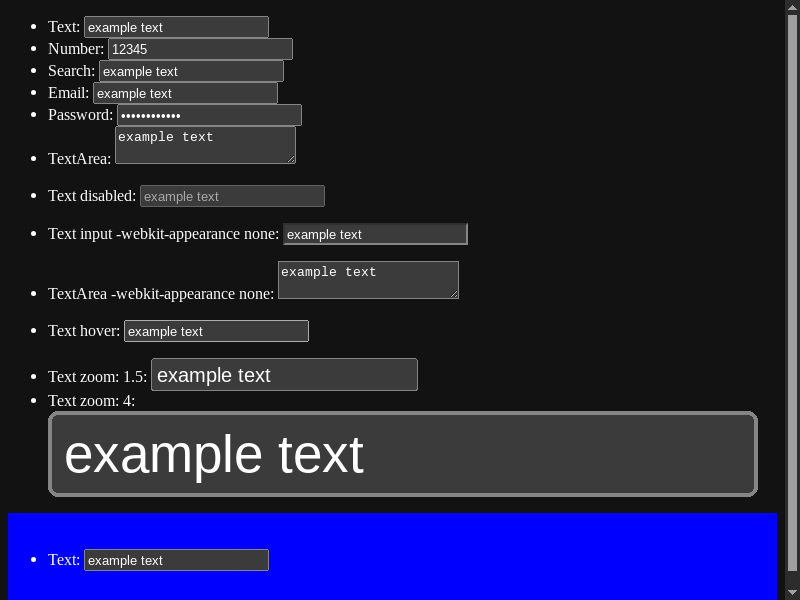 Text: example text
Number: 12345
Search: example text
Email: example text
Password: ••••••••••••
TextArea: example text
Text disabled: example text
Text input -webkit-appearance none: example text
TextArea -webkit-appearance none: example text
Text hover: example text
Text zoom: 1.5: example text
Text zoom: 4:
example text
Text: example text